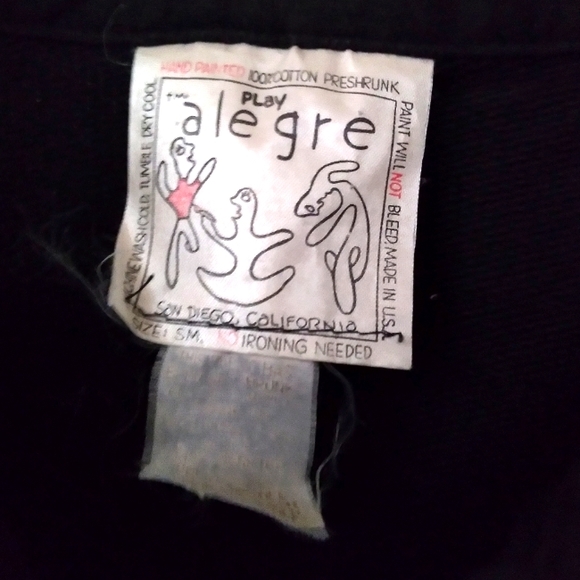 HAND PAINTED 100% COTTON PRESHRUNK
PAINT WILL NOT BLEED, MADE IN U.S.A.
WASH COLD, TUMBLE DRY COOL
PLAY
alegre
SAN DIEGO, CALIFORNIA
SIZE: SM, NO IRONING NEEDED